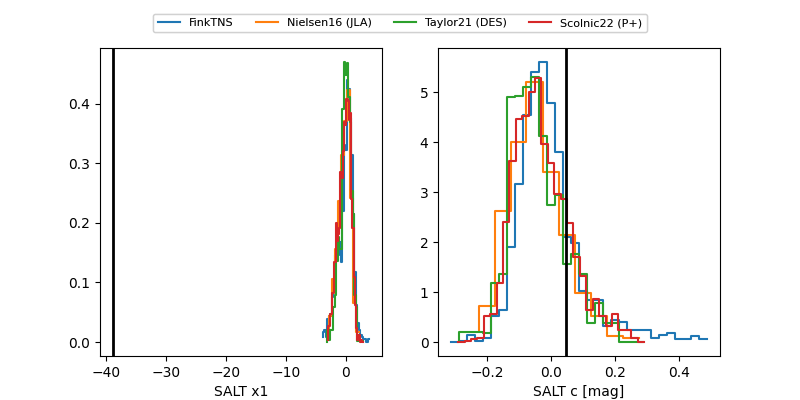 FinkTNS Nielsen16 (JLA) Taylor21 (DES) Scolnic22 (P+)
0.4
0.3
0.2
0.1
0.0
−40 −30 −20 −10 0
SALT x1
5
4
3
2
1
0
−0.2 0.0 0.2 0.4
SALT c [mag]